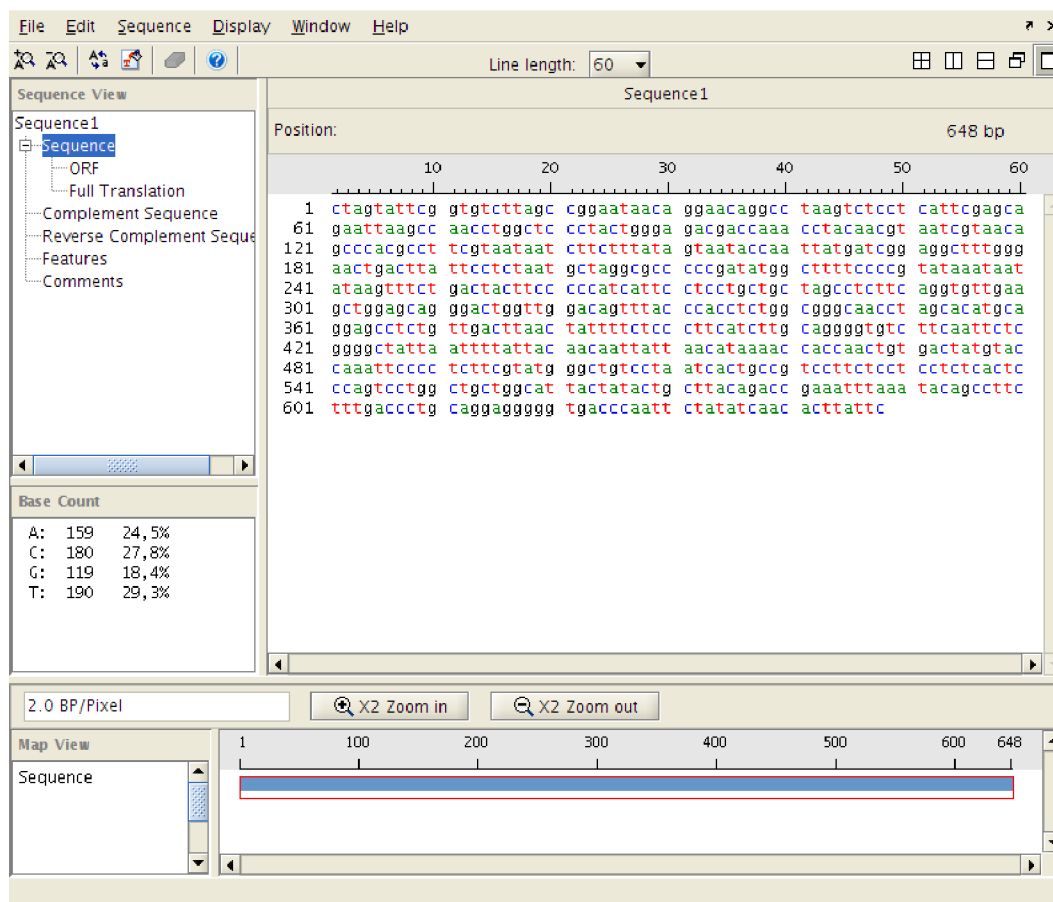 File Edit Sequence Display Window Help
Line length: 60
Sequence View
Sequence1
Sequence
ORF
Full Translation
Complement Sequence
Reverse Complement Seque
Features
Comments
Sequence1
Position: 648 bp
10 20 30 40 50 60
1 ctagtattcg gtgtcttagc cggaataaca ggaacaggcc taagtctcct cattcgagca
61 gaattaagcc aacctggctc cctactggga gacgaccaaa cctacaacgt aatcgtaaca
121 gcccacgcct tcgtaataat cttctttata gtaataccaa ttatgatcgg aggctttggg
181 aactgactta ttcctctaat gctaggcgcc cccgatatgg cttttccccg tataaataat
241 ataagtttct gactacttcc ccccatcattc ctcctgctgc tagcctcttc aggtgttgaa
301 gctggagcag ggactggttg gacagtttac ccacctctgg cgggcaacct agcacatgca
361 ggagcctctg ttgacttaac tattttctccc cttcatcttgc caggggtgtc ttcaattctc
421 ggggctatta attttattac aacaattatt aacataaaac caccaactgt gactatgtac
481 caaattcccc tcttcgtatg ggctgtccta atcactgccg tccttctcct cctctcactc
541 ccagtcctgg ctgctggcat tactatactg cttacagacc gaaatttaaa tacagccttc
601 tttgaccctg caggaggggg tgacccaatt ctatatcaac acttattc
Base Count
A: 159 24,5%
C: 180 27,8%
G: 119 18,4%
T: 190 29,3%
2.0 BP/Pixel X2 Zoom in X2 Zoom out
Map View
Sequence
1 100 200 300 400 500 600 648